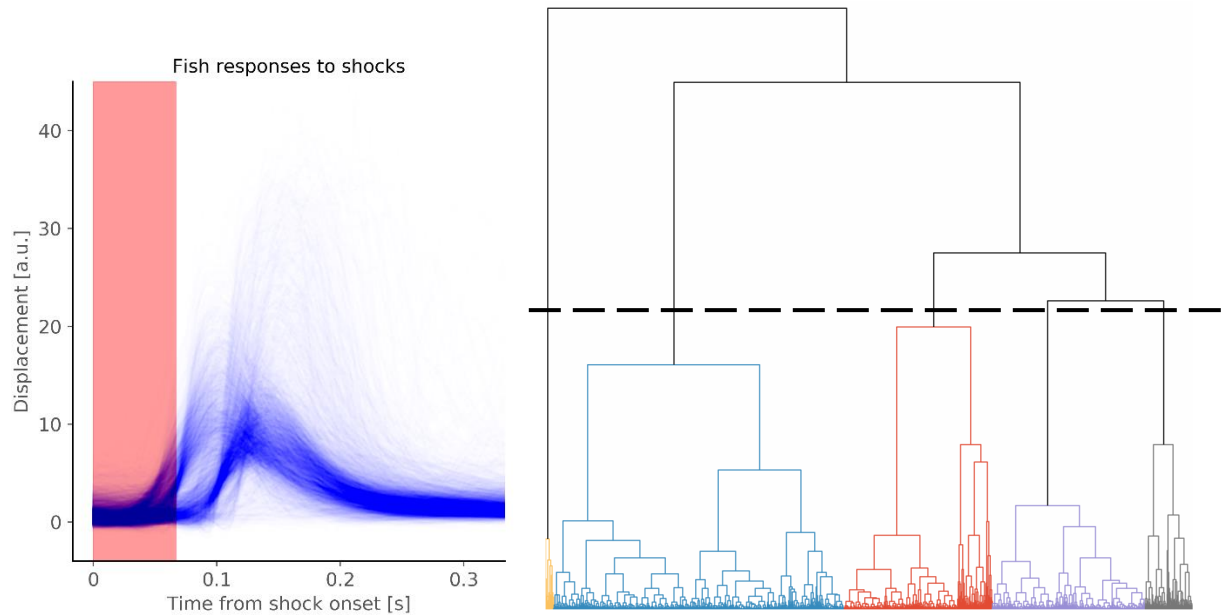 Fish responses to shocks
40
30
20
10
0
Displacement [a.u.]
0 0.1 0.2 0.3
Time from shock onset [s]